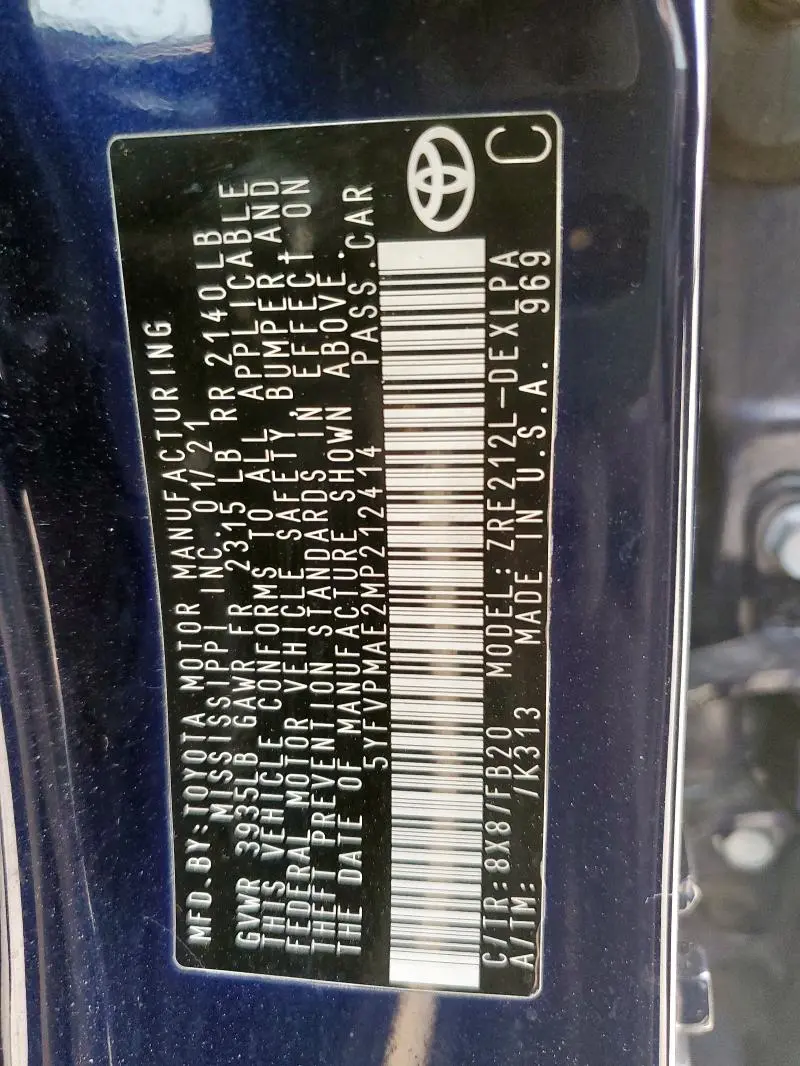 MFD.BY:TOYOTA MOTOR MANUFACTURING
MISSISSIPPI INC.01/21
GVWR 3935LB GAWR FR 2315 LB RR 2140LB
THIS VEHICLE CONFORMS TO ALL APPLICABLE
FEDERAL MOTOR VEHICLE SAFETY,BUMPER AND
THEFT PREVENTION STANDARDS IN EFFECT ON
THE DATE OF MANUFACTURE SHOWN ABOVE.
5YFVPMAE2MP212414 PASS.CAR
C/TR:8X8/FB20 MODEL:ZRE212L-DEXLPA
A/TM: /K313 MADE IN U.S.A. 969
C